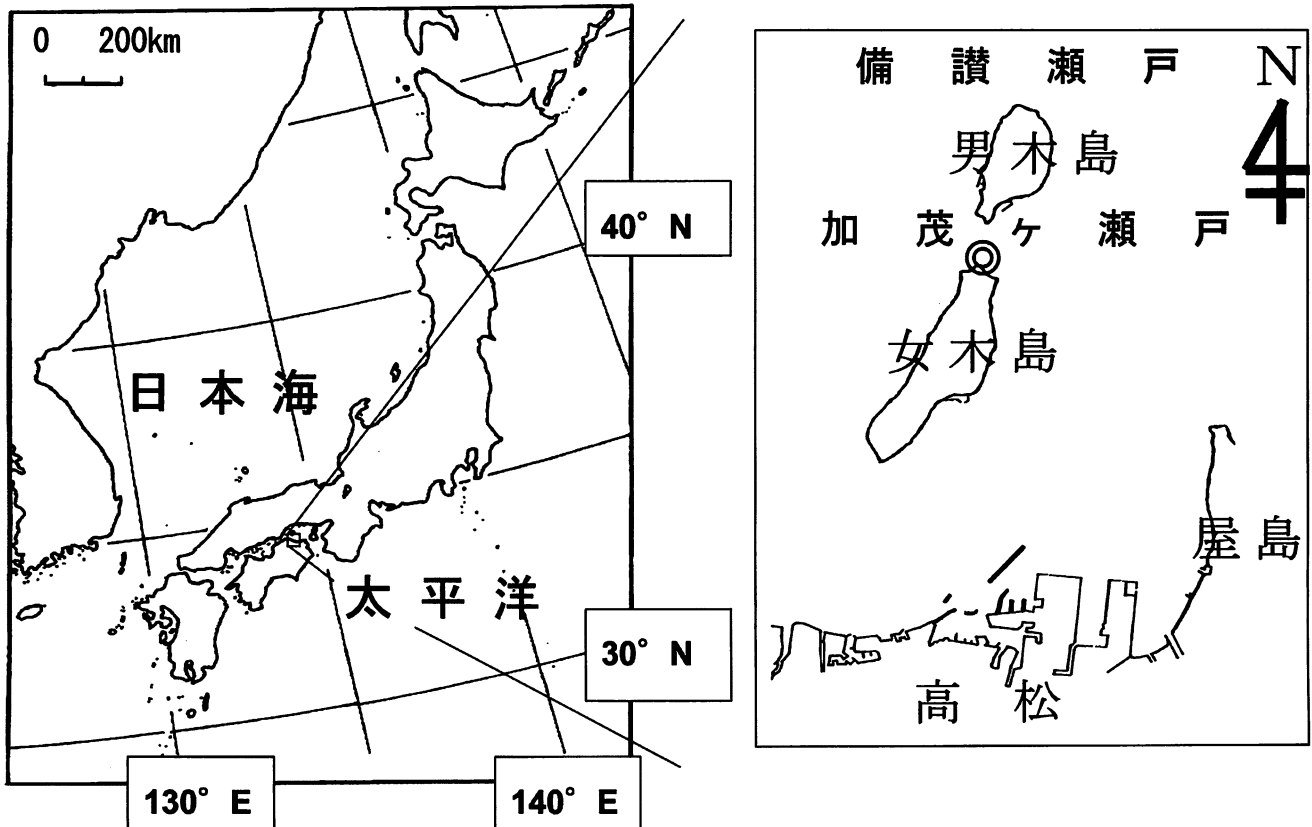 0 200km
40° N
日本海
太平洋
30° N
130° E
140° E
備讃瀬戸
N
男木島
加茂ヶ瀬戸
女木島
屋島
高松